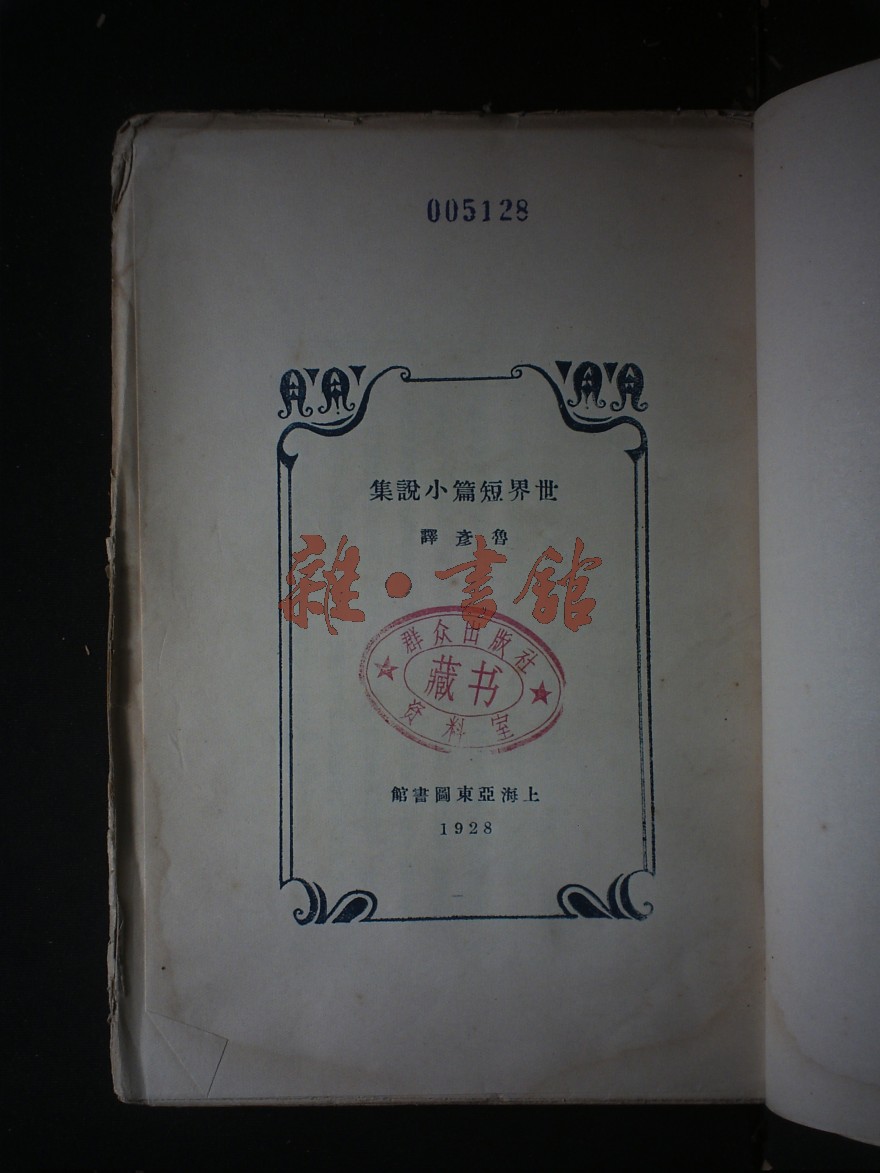 005128
世界短篇小說集
魯彥譯
雜·書館
群众出版社
藏书
资料室
上海亞東圖書館
1928